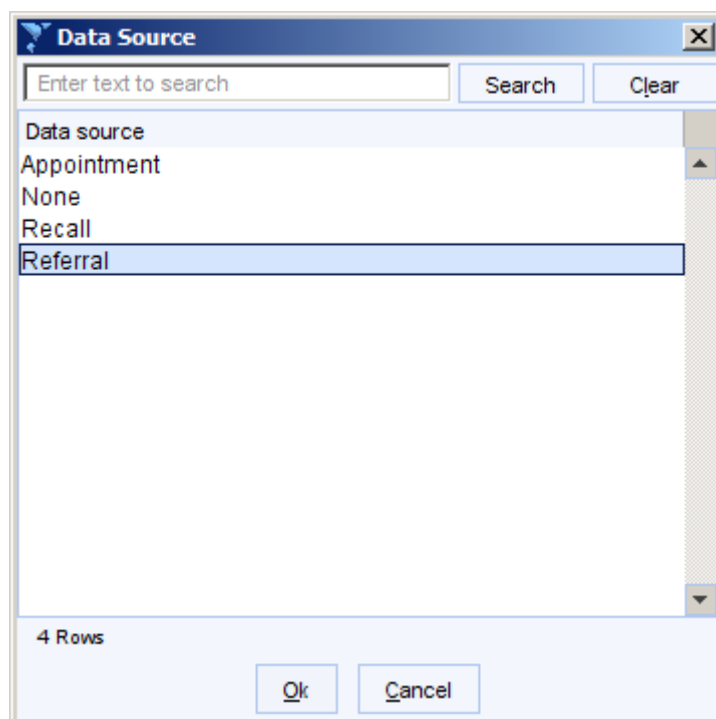 Data Source
Enter text to search Search Clear
Data source
Appointment
None
Recall
Referral
4 Rows
Ok Cancel